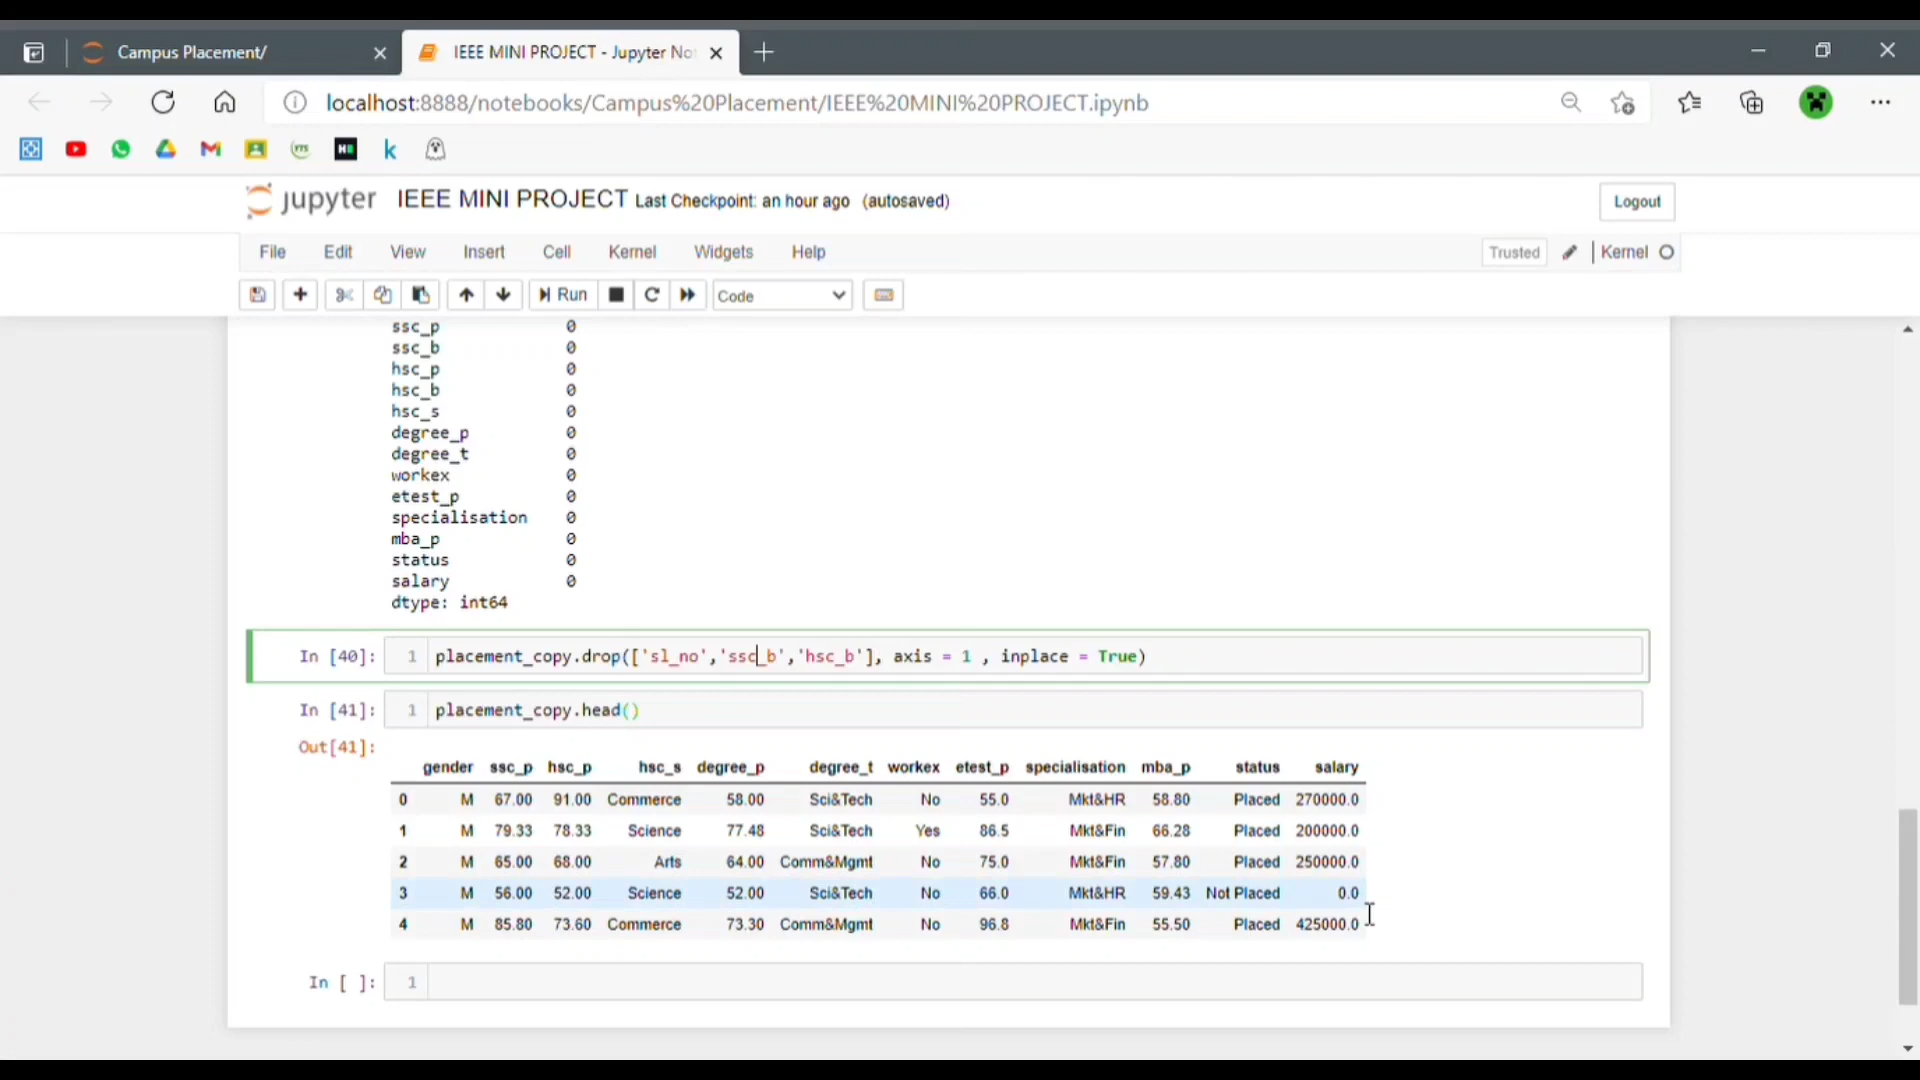 Campus Placement/
IEEE MINI PROJECT - Jupyter No
localhost:8888/notebooks/Campus%20Placement/IEEE%20MINI%20PROJECT.ipynb
jupyter IEEE MINI PROJECT Last Checkpoint: an hour ago (autosaved)
Logout
File Edit View Insert Cell Kernel Widgets Help
Trusted Kernel
Run Code
ssc_p 0
ssc_b 0
hsc_p 0
hsc_b 0
hsc_s 0
degree_p 0
degree_t 0
workex 0
etest_p 0
specialisation 0
mba_p 0
status 0
salary 0
dtype: int64
In [40]: 1 placement_copy.drop(['sl_no','ssc_b','hsc_b'], axis = 1 , inplace = True)
In [41]: 1 placement_copy.head()
Out[41]:
gender ssc_p hsc_p hsc_s degree_p degree_t workex etest_p specialisation mba_p status salary
0 M 67.00 91.00 Commerce 58.00 Sci&Tech No 55.0 Mkt&HR 58.80 Placed 270000.0
1 M 79.33 78.33 Science 77.48 Sci&Tech Yes 86.5 Mkt&Fin 66.28 Placed 200000.0
2 M 65.00 68.00 Arts 64.00 Comm&Mgmt No 75.0 Mkt&Fin 57.80 Placed 250000.0
3 M 56.00 52.00 Science 52.00 Sci&Tech No 66.0 Mkt&HR 59.43 Not Placed 0.0
4 M 85.80 73.60 Commerce 73.30 Comm&Mgmt No 96.8 Mkt&Fin 55.50 Placed 425000.0
In [ ]: 1